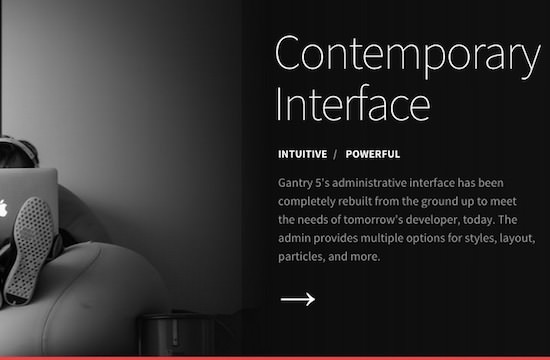 Contemporary
Interface
INTUITIVE / POWERFUL
Gantry 5's administrative interface has been
completely rebuilt from the ground up to meet
the needs of tomorrow's developer, today. The
admin provides multiple options for styles, layout,
particles, and more.